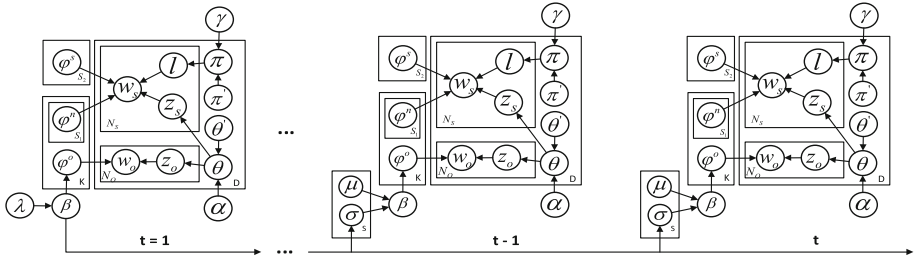 γ γ γ
φ^s S_2 l π φ^s S_2 l π φ^s S_2 l π
w_s w_s w_s
φ^n S_1 z_s π' φ^n S_1 z_s π' φ^n S_1 z_s π'
N_S θ' ... N_S θ' N_S θ'
φ^o w_o z_o θ φ^o w_o z_o θ φ^o w_o z_o θ
K N_O D K N_O D K N_O D
λ β α μ σ s β α μ σ s β α
t = 1 ... t - 1 t